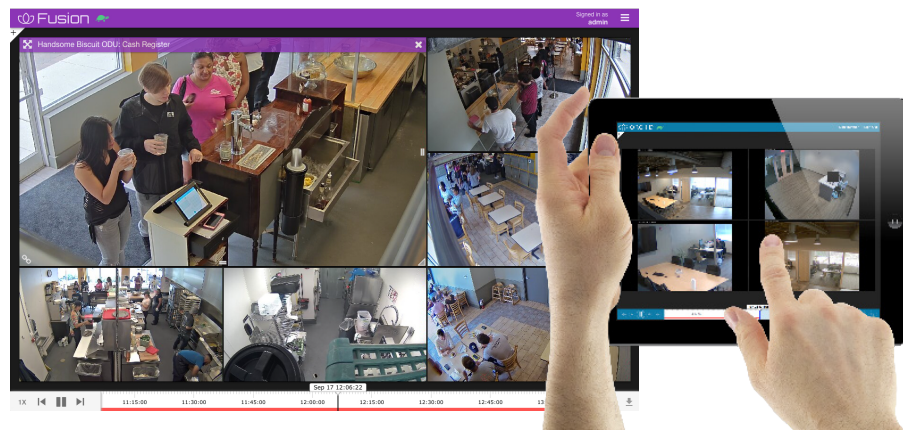 Fusion
Signed in as
admin
Handsome Biscuit ODU: Cash Register
Sep 17 12:06:22
1X
11:15:00 11:30:00 11:45:00 12:00:00 12:15:00 12:30:00 12:45:00